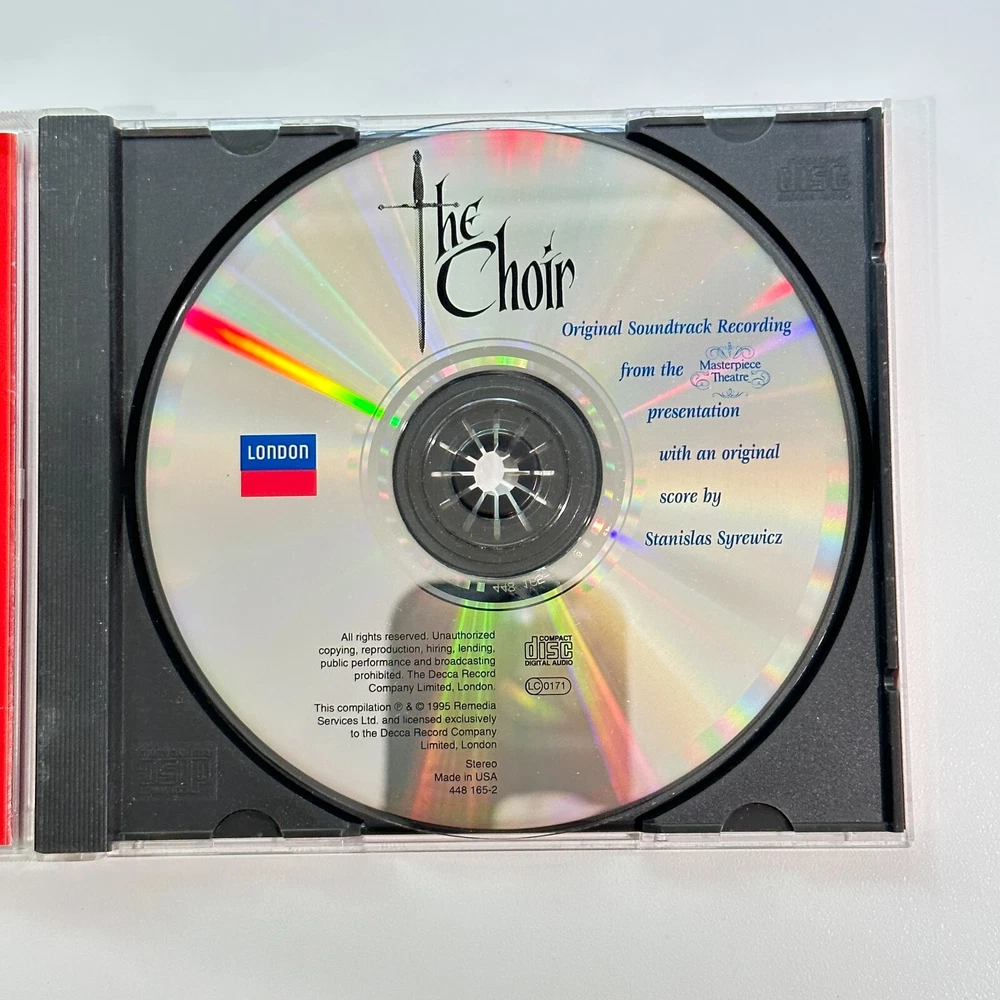 the
Choir
Original Soundtrack Recording
from the Masterpiece Theatre
presentation
with an original
score by
Stanislas Syrewicz
LONDON
All rights reserved. Unauthorized
copying, reproduction, hiring, lending,
public performance and broadcasting
prohibited. The Decca Record
Company Limited, London.
This compilation ℗ & © 1995 Remedia
Services Ltd. and licensed exclusively
to the Decca Record Company
Limited, London
Stereo
Made in USA
448 165-2
COMPACT
disc
DIGITAL AUDIO
LC 0171
disc